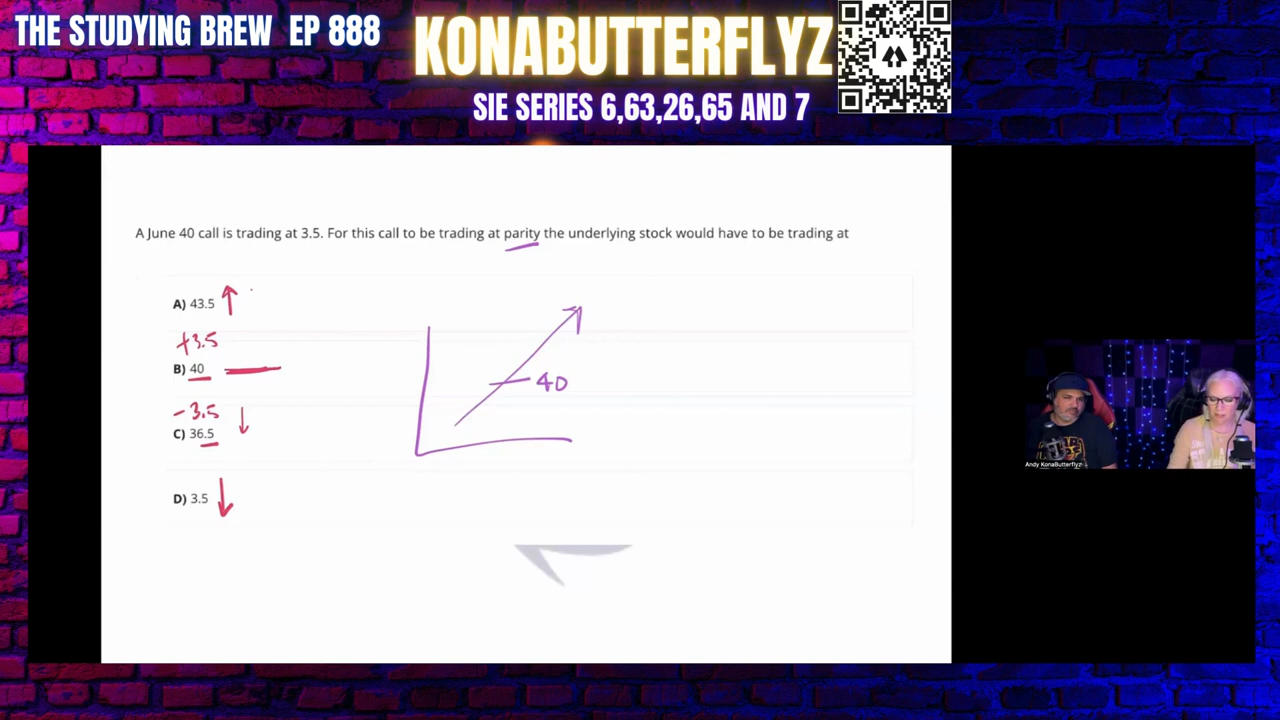 THE STUDYING BREW EP 888
KONABUTTERFLYZ
SIE SERIES 6,63,26,65 AND 7
A June 40 call is trading at 3.5. For this call to be trading at parity the underlying stock would have to be trading at
A) 43.5
+3.5
B) 40
40
-3.5
C) 36.5
D) 3.5
Andy KonaButterflyz